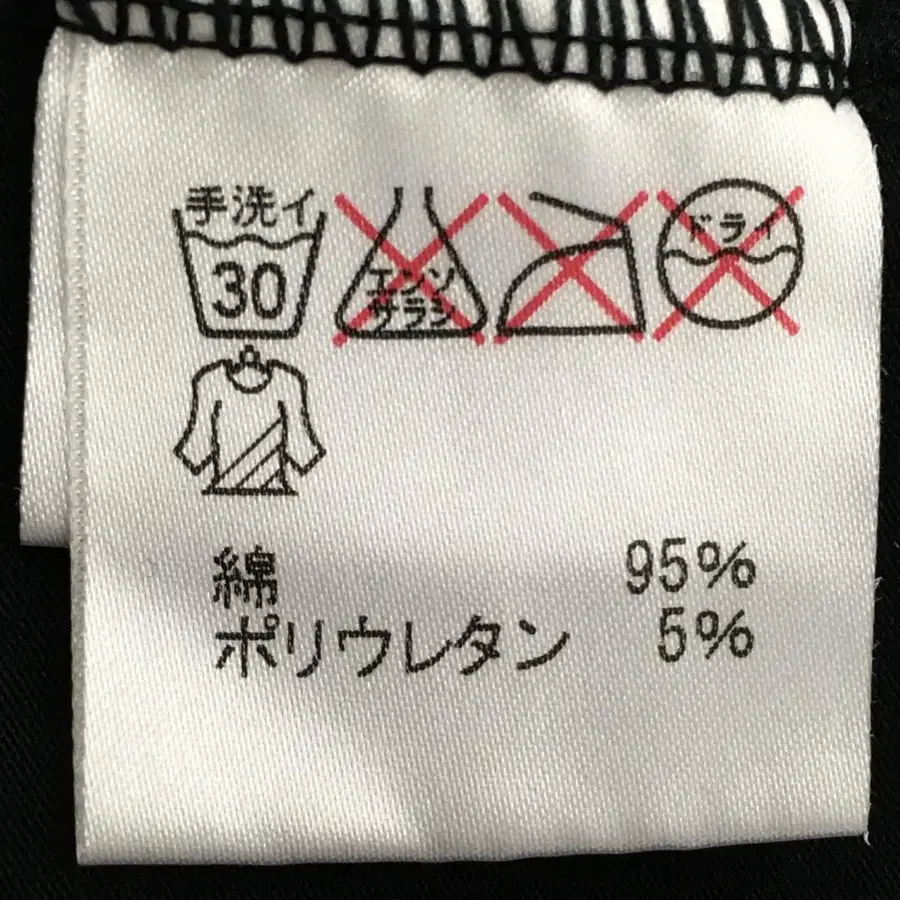 手洗イ
30
エンソ
サラシ
ドライ
綿 95%
ポリウレタン 5%